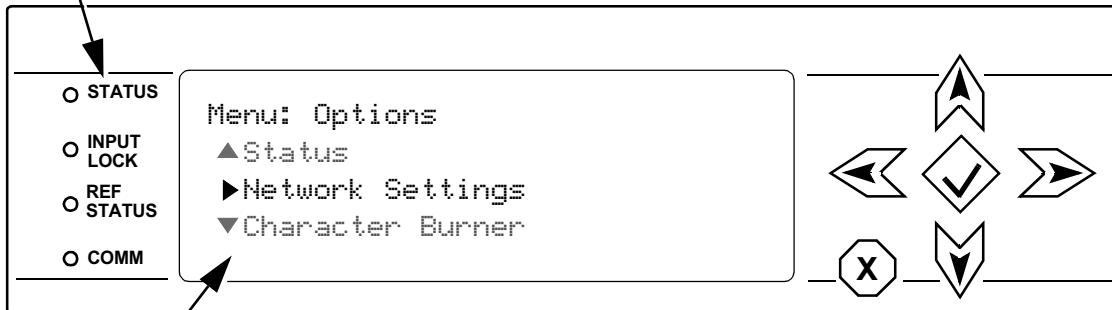 STATUS
INPUT
LOCK
REF
STATUS
COMM
Menu: Options
▲Status
▶Network Settings
▼Character Burner
X